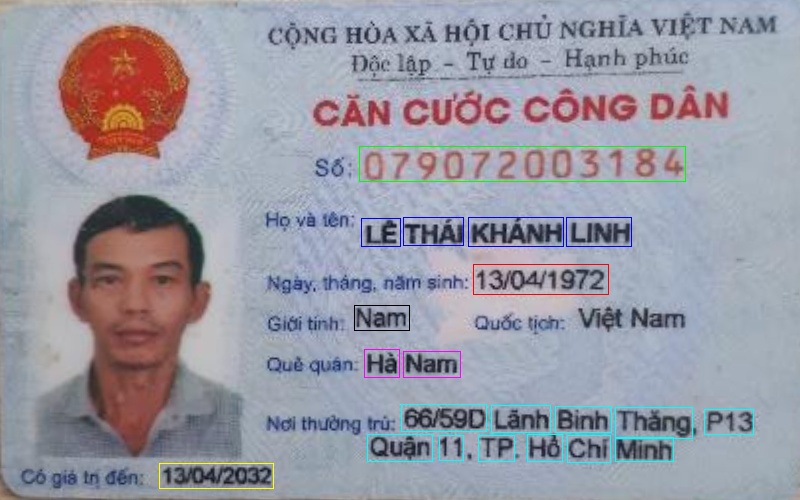 CỘNG HÒA XÃ HỘI CHỦ NGHĨA VIỆT NAM
Độc lập - Tự do - Hạnh phúc
CĂN CƯỚC CÔNG DÂN
Số: 079072003184
Họ và tên: LÊ THÁI KHÁNH LINH
Ngày, tháng, năm sinh: 13/04/1972
Giới tính: Nam Quốc tịch: Việt Nam
Quê quán: Hà Nam
Nơi thường trú: 66/59D Lãnh Binh Thăng, P13
Quận 11, TP. Hồ Chí Minh
Có giá trị đến: 13/04/2032